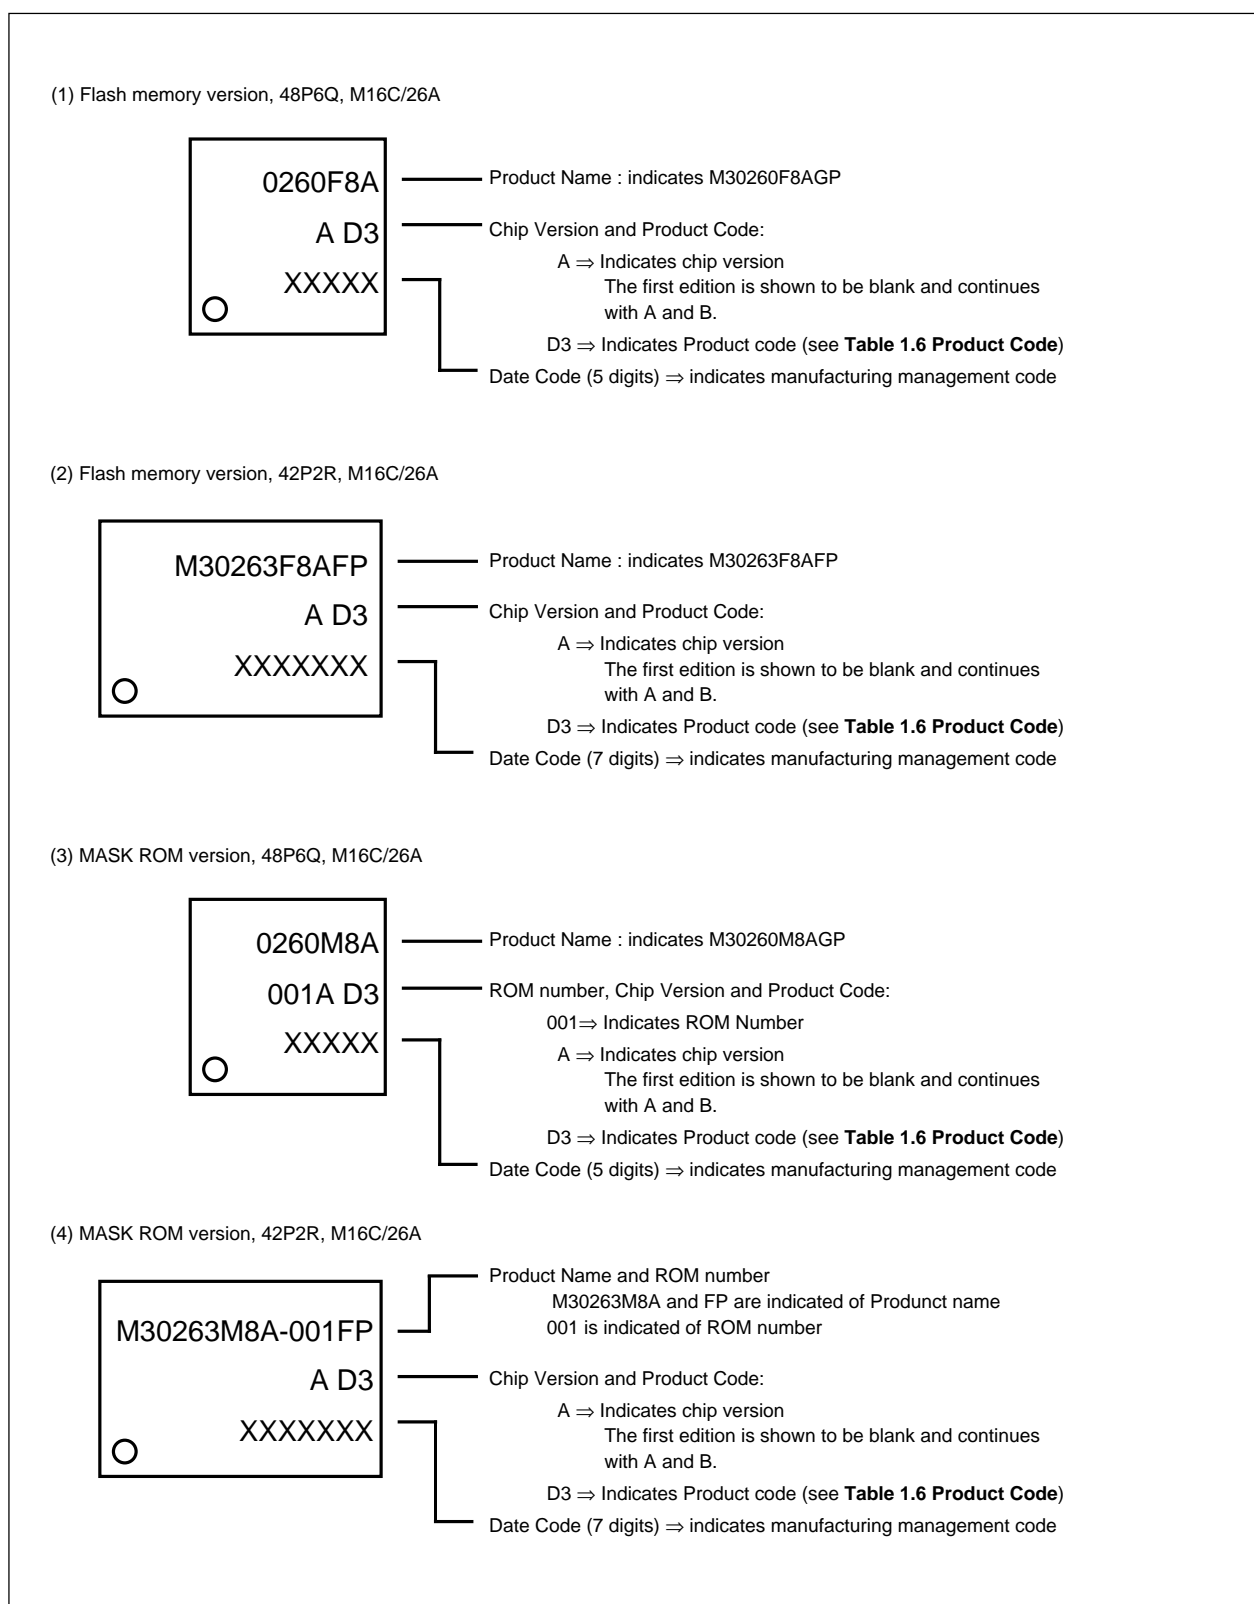 (1) Flash memory version, 48P6Q, M16C/26A
0260F8A
Product Name : indicates M30260F8AGP
A D3
Chip Version and Product Code:
A ⇒ Indicates chip version
The first edition is shown to be blank and continues
with A and B.
XXXXX
D3 ⇒ Indicates Product code (see Table 1.6 Product Code)
Date Code (5 digits) ⇒ indicates manufacturing management code
(2) Flash memory version, 42P2R, M16C/26A
M30263F8AFP
Product Name : indicates M30263F8AFP
A D3
Chip Version and Product Code:
A ⇒ Indicates chip version
The first edition is shown to be blank and continues
with A and B.
XXXXXXX
D3 ⇒ Indicates Product code (see Table 1.6 Product Code)
Date Code (7 digits) ⇒ indicates manufacturing management code
(3) MASK ROM version, 48P6Q, M16C/26A
0260M8A
Product Name : indicates M30260M8AGP
001A D3
ROM number, Chip Version and Product Code:
001⇒ Indicates ROM Number
XXXXX
A ⇒ Indicates chip version
The first edition is shown to be blank and continues
with A and B.
D3 ⇒ Indicates Product code (see Table 1.6 Product Code)
Date Code (5 digits) ⇒ indicates manufacturing management code
(4) MASK ROM version, 42P2R, M16C/26A
Product Name and ROM number
M30263M8A and FP are indicated of Produnct name
001 is indicated of ROM number
M30263M8A-001FP
A D3
Chip Version and Product Code:
A ⇒ Indicates chip version
The first edition is shown to be blank and continues
with A and B.
XXXXXXX
D3 ⇒ Indicates Product code (see Table 1.6 Product Code)
Date Code (7 digits) ⇒ indicates manufacturing management code